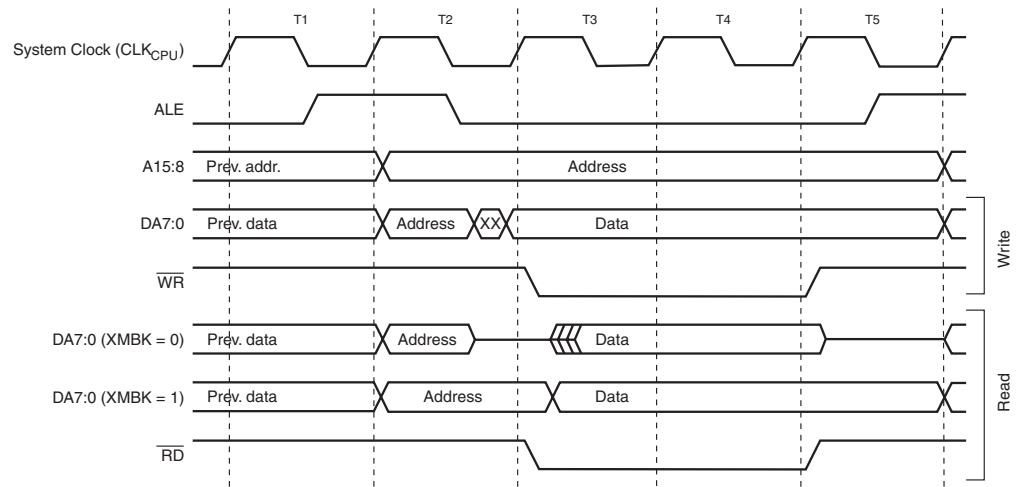 T1 T2 T3 T4 T5
System Clock (CLKCPU)
ALE
A15:8 Prev. addr. Address
DA7:0 Prev. data Address XX Data
WR
Write
DA7:0 (XMBK = 0) Prev. data Address Data
DA7:0 (XMBK = 1) Prev. data Address Data
RD
Read